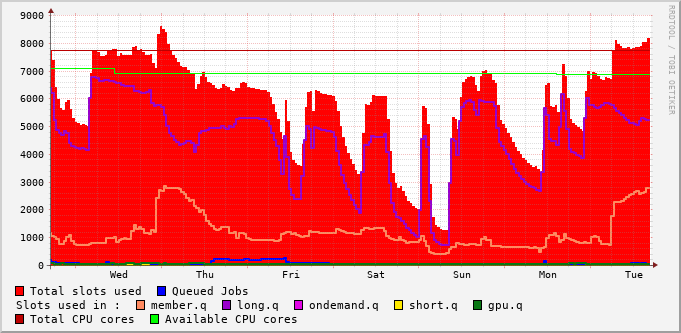 9000
8000
7000
6000
5000
4000
3000
2000
1000
0
Wed Thu Fri Sat Sun Mon Tue
RRDTOOL / TOBI OETIKER
Total slots used Queued Jobs
Slots used in : member.q long.q ondemand.q short.q gpu.q
Total CPU cores Available CPU cores